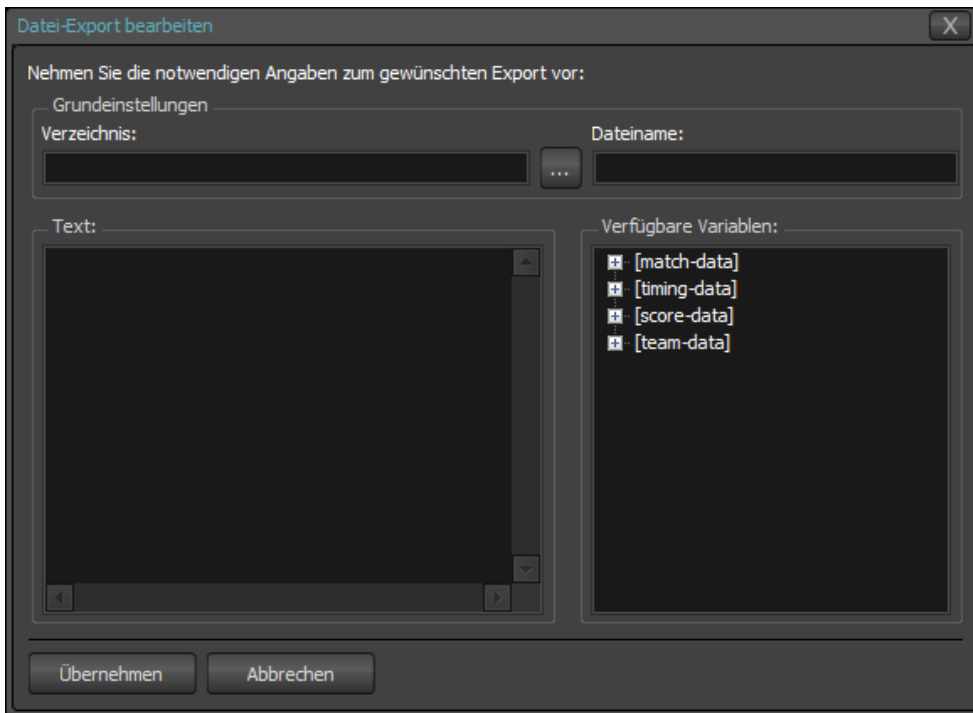 Datei-Export bearbeiten
X
Nehmen Sie die notwendigen Angaben zum gewünschten Export vor:
Grundeinstellungen
Verzeichnis:
Dateiname:
...
Text:
Verfügbare Variablen:
[match-data]
[timing-data]
[score-data]
[team-data]
Übernehmen
Abbrechen